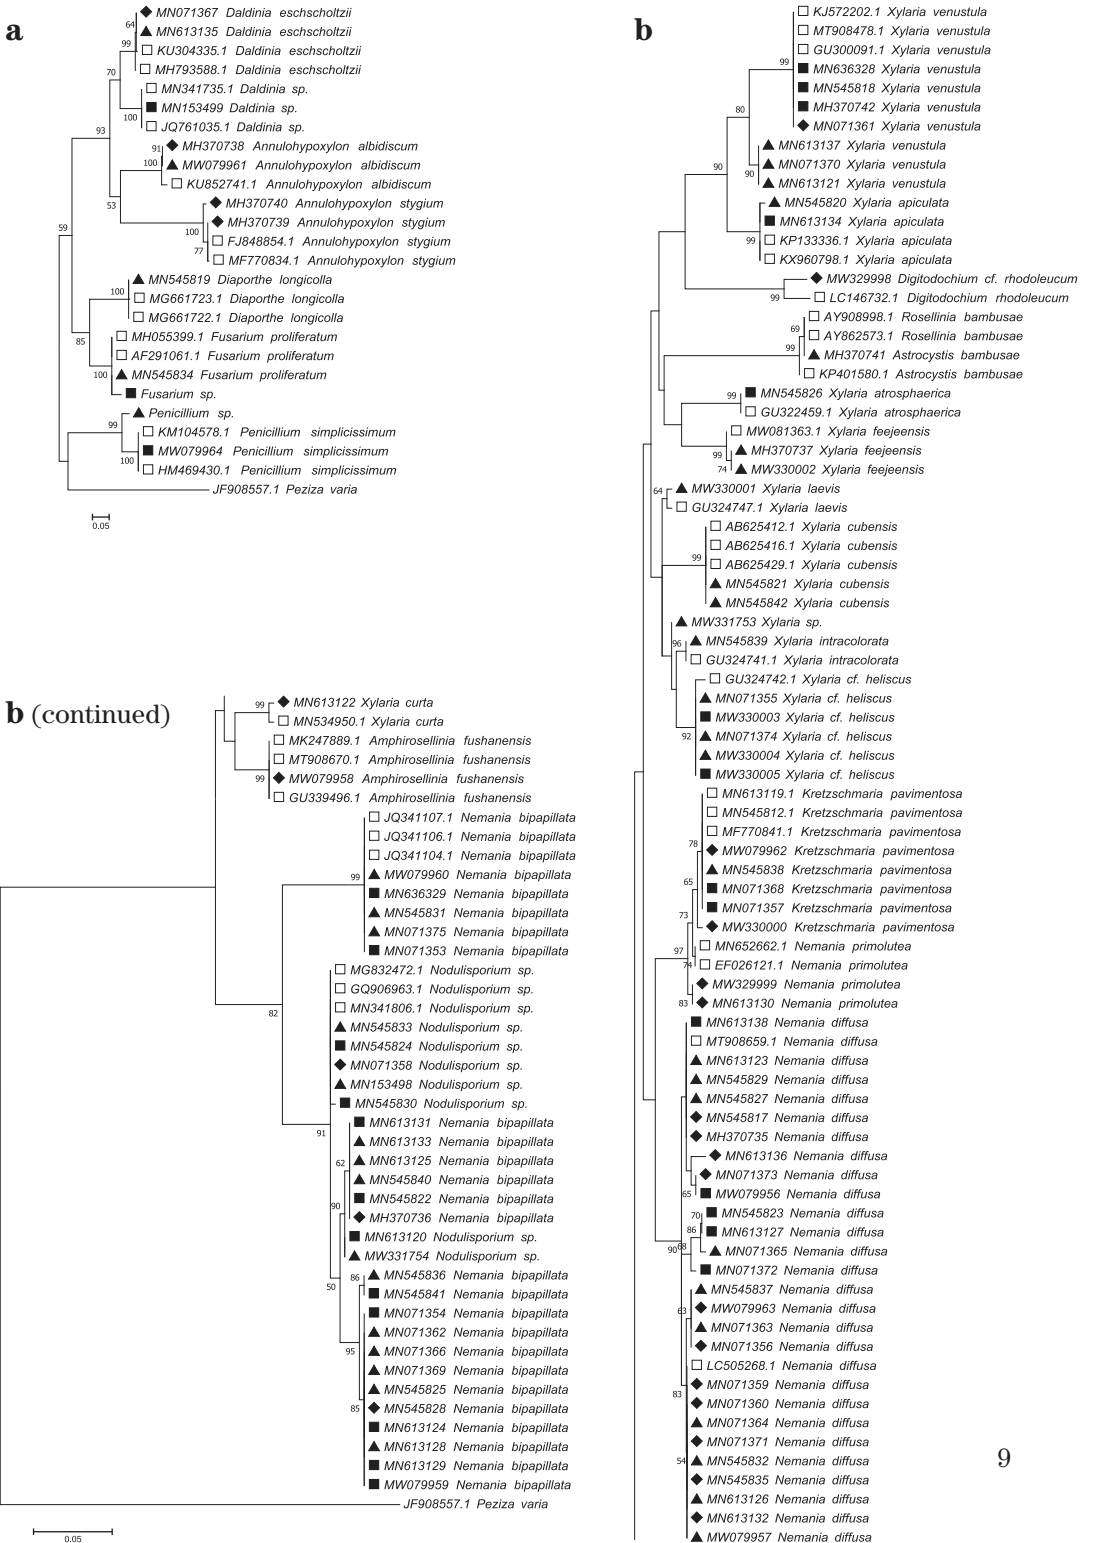 a
MN071367 Daldinia eschscholtzii
64
MN613135 Daldinia eschscholtzii
99
KU304335.1 Daldinia eschscholtzii
MH793588.1 Daldinia eschscholtzii
70
MN341735.1 Daldinia sp.
MN153499 Daldinia sp.
100
JQ761035.1 Daldinia sp.
93
91
MH370738 Annulohypoxylon albidiscum
100
MW079961 Annulohypoxylon albidiscum
KU852741.1 Annulohypoxylon albidiscum
53
MH370740 Annulohypoxylon stygium
MH370739 Annulohypoxylon stygium
100
FJ848854.1 Annulohypoxylon stygium
77
MF770834.1 Annulohypoxylon stygium
59
MN545819 Diaporthe longicolla
100
MG661723.1 Diaporthe longicolla
MG661722.1 Diaporthe longicolla
85
MH055399.1 Fusarium proliferatum
AF291061.1 Fusarium proliferatum
100
MN545834 Fusarium proliferatum
Fusarium sp.
Penicillium sp.
99
KM104578.1 Penicillium simplicissimum
MW079964 Penicillium simplicissimum
100
HM469430.1 Penicillium simplicissimum
JF908557.1 Peziza varia
0.05
b
KJ572202.1 Xylaria venustula
MT908478.1 Xylaria venustula
GU300091.1 Xylaria venustula
99
MN636328 Xylaria venustula
MN545818 Xylaria venustula
MH370742 Xylaria venustula
80
MN071361 Xylaria venustula
MN613137 Xylaria venustula
90
MN071370 Xylaria venustula
90
MN613121 Xylaria venustula
MN545820 Xylaria apiculata
MN613134 Xylaria apiculata
99
KP133336.1 Xylaria apiculata
KX960798.1 Xylaria apiculata
MW329998 Digitodochium cf. rhodoleucum
99
LC146732.1 Digitodochium rhodoleucum
AY908998.1 Rosellinia bambusae
69
AY862573.1 Rosellinia bambusae
99
MH370741 Astrocystis bambusae
KP401580.1 Astrocystis bambusae
99
MN545826 Xylaria atrosphaerica
GU322459.1 Xylaria atrosphaerica
MW081363.1 Xylaria feejeensis
99
MH370737 Xylaria feejeensis
74
MW330002 Xylaria feejeensis
64
MW330001 Xylaria laevis
GU324747.1 Xylaria laevis
AB625412.1 Xylaria cubensis
AB625416.1 Xylaria cubensis
99
AB625429.1 Xylaria cubensis
MN545821 Xylaria cubensis
MN545842 Xylaria cubensis
MW331753 Xylaria sp.
96
MN545839 Xylaria intracolorata
GU324741.1 Xylaria intracolorata
GU324742.1 Xylaria cf. heliscus
MN071355 Xylaria cf. heliscus
MW330003 Xylaria cf. heliscus
92
MN071374 Xylaria cf. heliscus
MW330004 Xylaria cf. heliscus
MW330005 Xylaria cf. heliscus
MN613119.1 Kretzschmaria pavimentosa
MN545812.1 Kretzschmaria pavimentosa
MF770841.1 Kretzschmaria pavimentosa
78
MW079962 Kretzschmaria pavimentosa
MN545838 Kretzschmaria pavimentosa
65
MN071368 Kretzschmaria pavimentosa
MN071357 Kretzschmaria pavimentosa
73
MW330000 Kretzschmaria pavimentosa
97
MN652662.1 Nemania primolutea
74
EF026121.1 Nemania primolutea
MW329999 Nemania primolutea
83
MN613130 Nemania primolutea
MN613138 Nemania diffusa
MT908659.1 Nemania diffusa
MN613123 Nemania diffusa
MN545829 Nemania diffusa
MN545827 Nemania diffusa
MN545817 Nemania diffusa
MH370735 Nemania diffusa
MN613136 Nemania diffusa
MN071373 Nemania diffusa
65
MW079956 Nemania diffusa
70
MN545823 Nemania diffusa
86
MN613127 Nemania diffusa
90
68
MN071365 Nemania diffusa
MN071372 Nemania diffusa
MN545837 Nemania diffusa
63
MW079963 Nemania diffusa
MN071363 Nemania diffusa
MN071356 Nemania diffusa
LC505268.1 Nemania diffusa
83
MN071359 Nemania diffusa
MN071360 Nemania diffusa
MN071364 Nemania diffusa
MN071371 Nemania diffusa
54
MN545832 Nemania diffusa
MN545835 Nemania diffusa
MN613126 Nemania diffusa
MN613132 Nemania diffusa
MW079957 Nemania diffusa
b (continued)
99
MN613122 Xylaria curta
MN534950.1 Xylaria curta
MK247889.1 Amphirosellinia fushanensis
MT908670.1 Amphirosellinia fushanensis
99
MW079958 Amphirosellinia fushanensis
GU339496.1 Amphirosellinia fushanensis
JQ341107.1 Nemania bipapillata
JQ341106.1 Nemania bipapillata
JQ341104.1 Nemania bipapillata
99
MW079960 Nemania bipapillata
MN636329 Nemania bipapillata
MN545831 Nemania bipapillata
MN071375 Nemania bipapillata
MN071353 Nemania bipapillata
MG832472.1 Nodulisporium sp.
GQ906963.1 Nodulisporium sp.
82
MN341806.1 Nodulisporium sp.
MN545833 Nodulisporium sp.
MN545824 Nodulisporium sp.
MN071358 Nodulisporium sp.
MN153498 Nodulisporium sp.
MN545830 Nodulisporium sp.
91
MN613131 Nemania bipapillata
MN613133 Nemania bipapillata
62
MN613125 Nemania bipapillata
MN545840 Nemania bipapillata
MN545822 Nemania bipapillata
90
MH370736 Nemania bipapillata
MN613120 Nodulisporium sp.
MW331754 Nodulisporium sp.
50
86
MN545836 Nemania bipapillata
MN545841 Nemania bipapillata
MN071354 Nemania bipapillata
MN071362 Nemania bipapillata
95
MN071366 Nemania bipapillata
MN071369 Nemania bipapillata
MN545825 Nemania bipapillata
85
MN545828 Nemania bipapillata
MN613124 Nemania bipapillata
MN613128 Nemania bipapillata
MN613129 Nemania bipapillata
MW079959 Nemania bipapillata
JF908557.1 Peziza varia
0.05
9